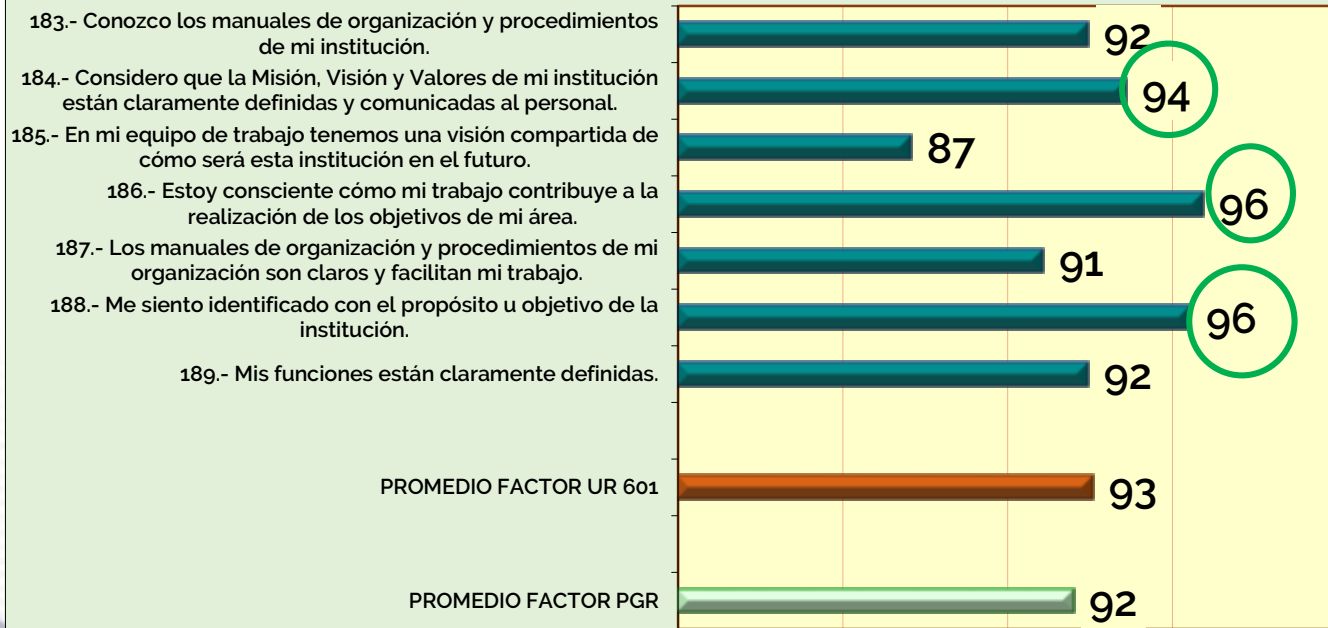 183.- Conozco los manuales de organización y procedimientos
de mi institución.
92
184.- Considero que la Misión, Visión y Valores de mi institución
están claramente definidas y comunicadas al personal.
94
185.- En mi equipo de trabajo tenemos una visión compartida de
cómo será esta institución en el futuro.
87
186.- Estoy consciente cómo mi trabajo contribuye a la
realización de los objetivos de mi área.
96
187.- Los manuales de organización y procedimientos de mi
organización son claros y facilitan mi trabajo.
91
188.- Me siento identificado con el propósito u objetivo de la
institución.
96
189.- Mis funciones están claramente definidas.
92
PROMEDIO FACTOR UR 601
93
PROMEDIO FACTOR PGR
92